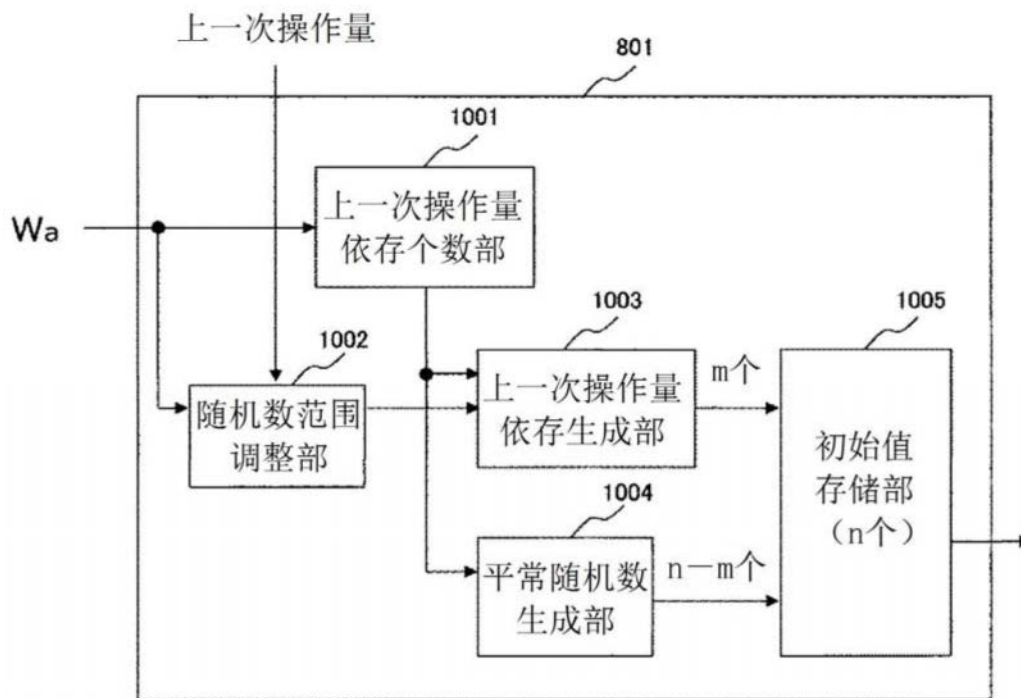 上一次操作量
801
1001
上一次操作量
依存个数部
Wa
1002
随机数范围
调整部
1003
上一次操作量
依存生成部
m个
1005
初始值
存储部
（n个）
1004
平常随机数
生成部
n－m个